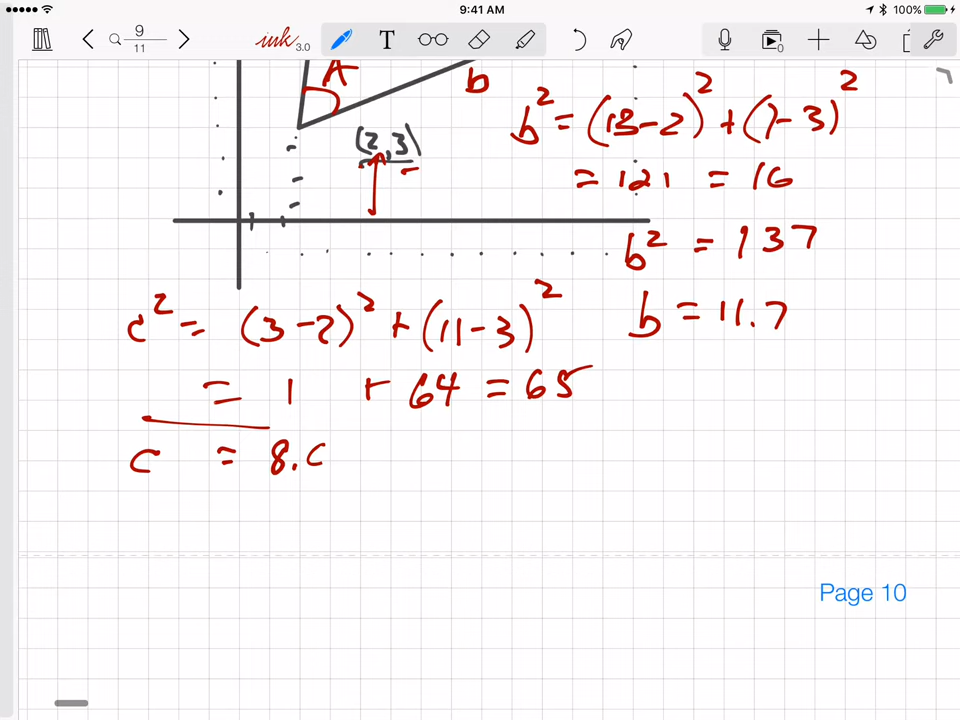 9:41 AM
100%
9
11
ink 3.0
T
0
A
b
(2,3)
b² = (13-2)² + (7-3)²
= 121 = 16
b² = 137
b = 11.7
c² = (3-2)² + (11-3)²
= 1 + 64 = 65
c = 8.
Page 10